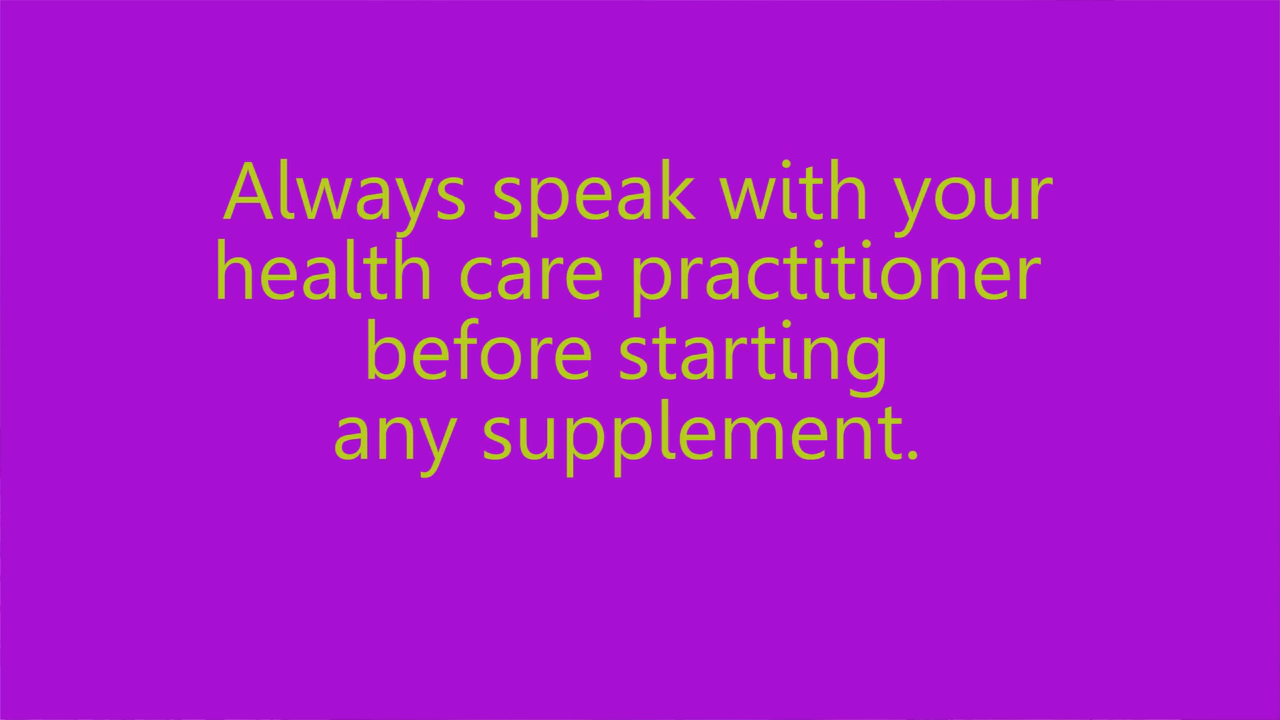 Always speak with your
health care practitioner
before starting
any supplement.